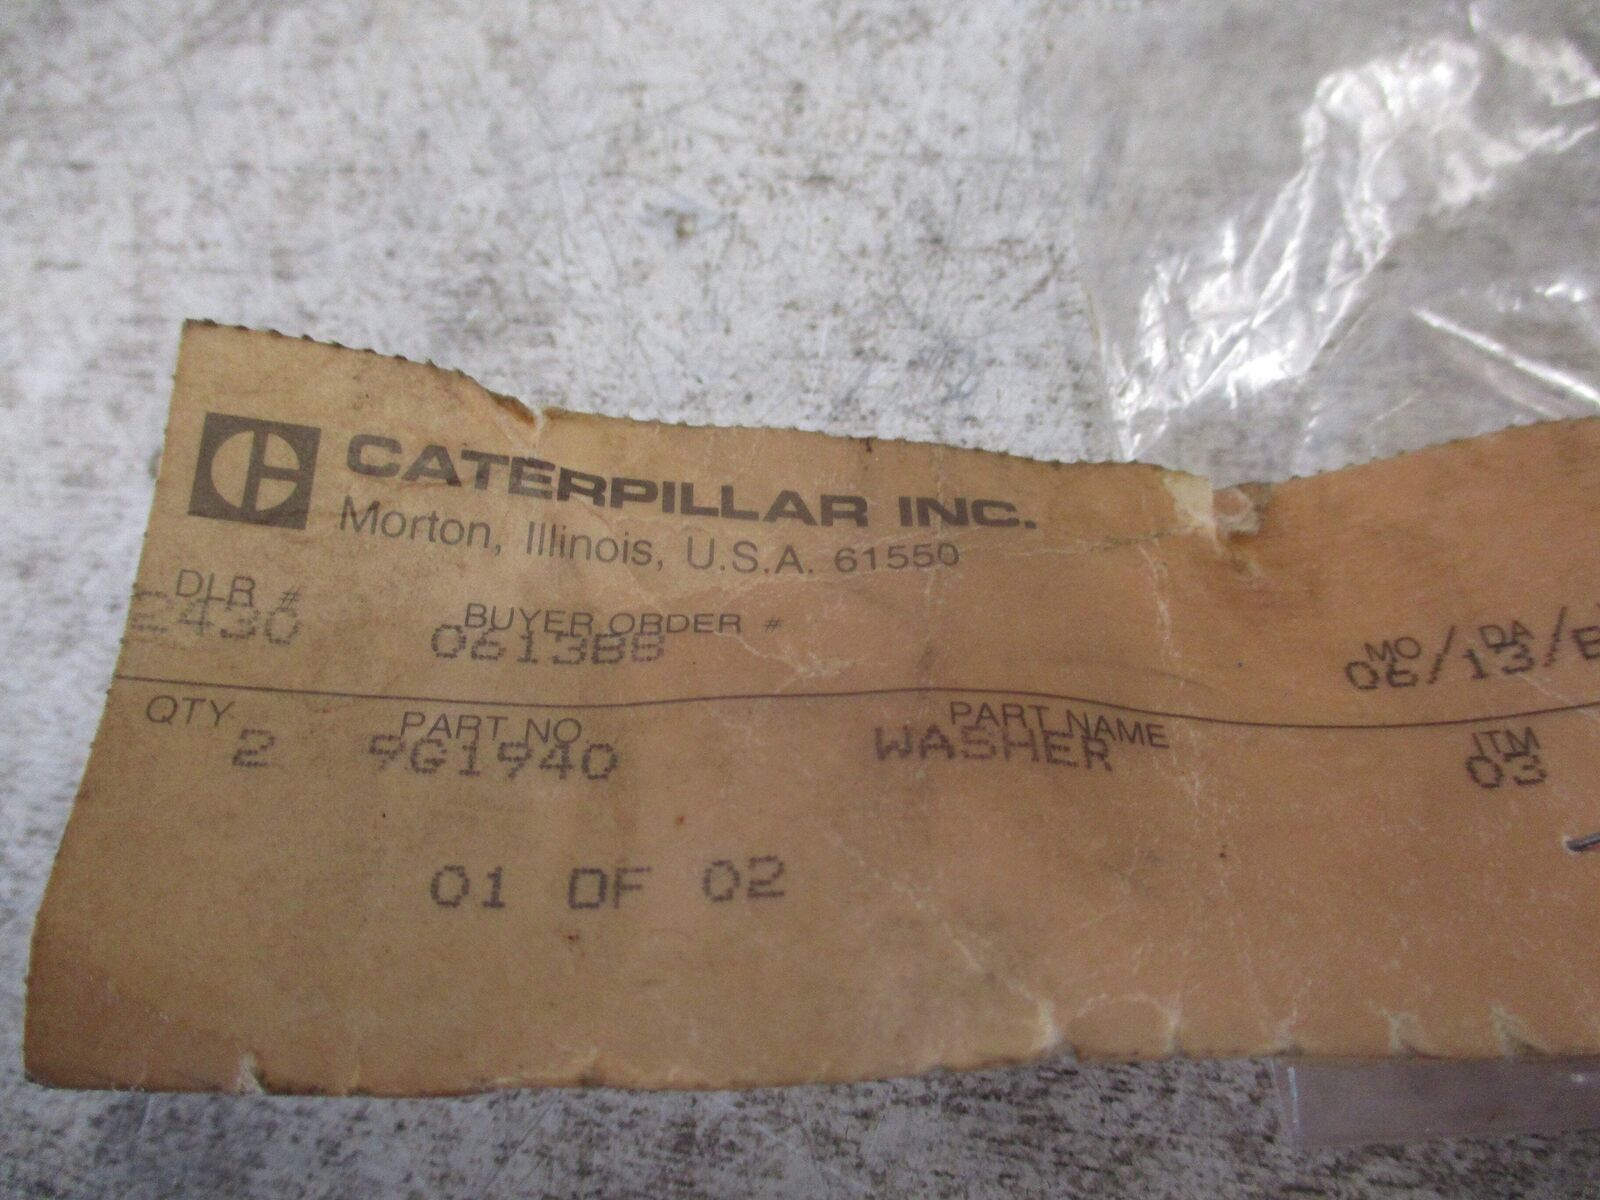 CATERPILLAR INC.
Morton, Illinois, U.S.A. 61550
DLR # BUYER ORDER # MO / DA /
2430 061388 06/13/8
QTY PART NO. PART NAME ITM
2 9G1940 WASHER 03
01 OF 02